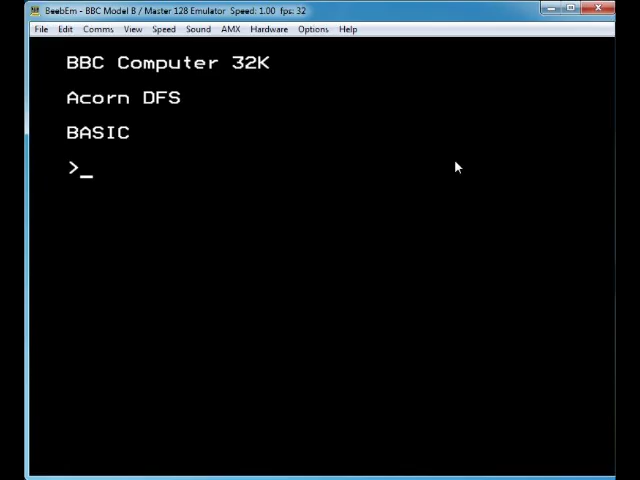 BeebEm - BBC Model B / Master 128 Emulator Speed: 1.00 fps: 32
File Edit Comms View Speed Sound AMX Hardware Options Help
BBC Computer 32K
Acorn DFS
BASIC
>_